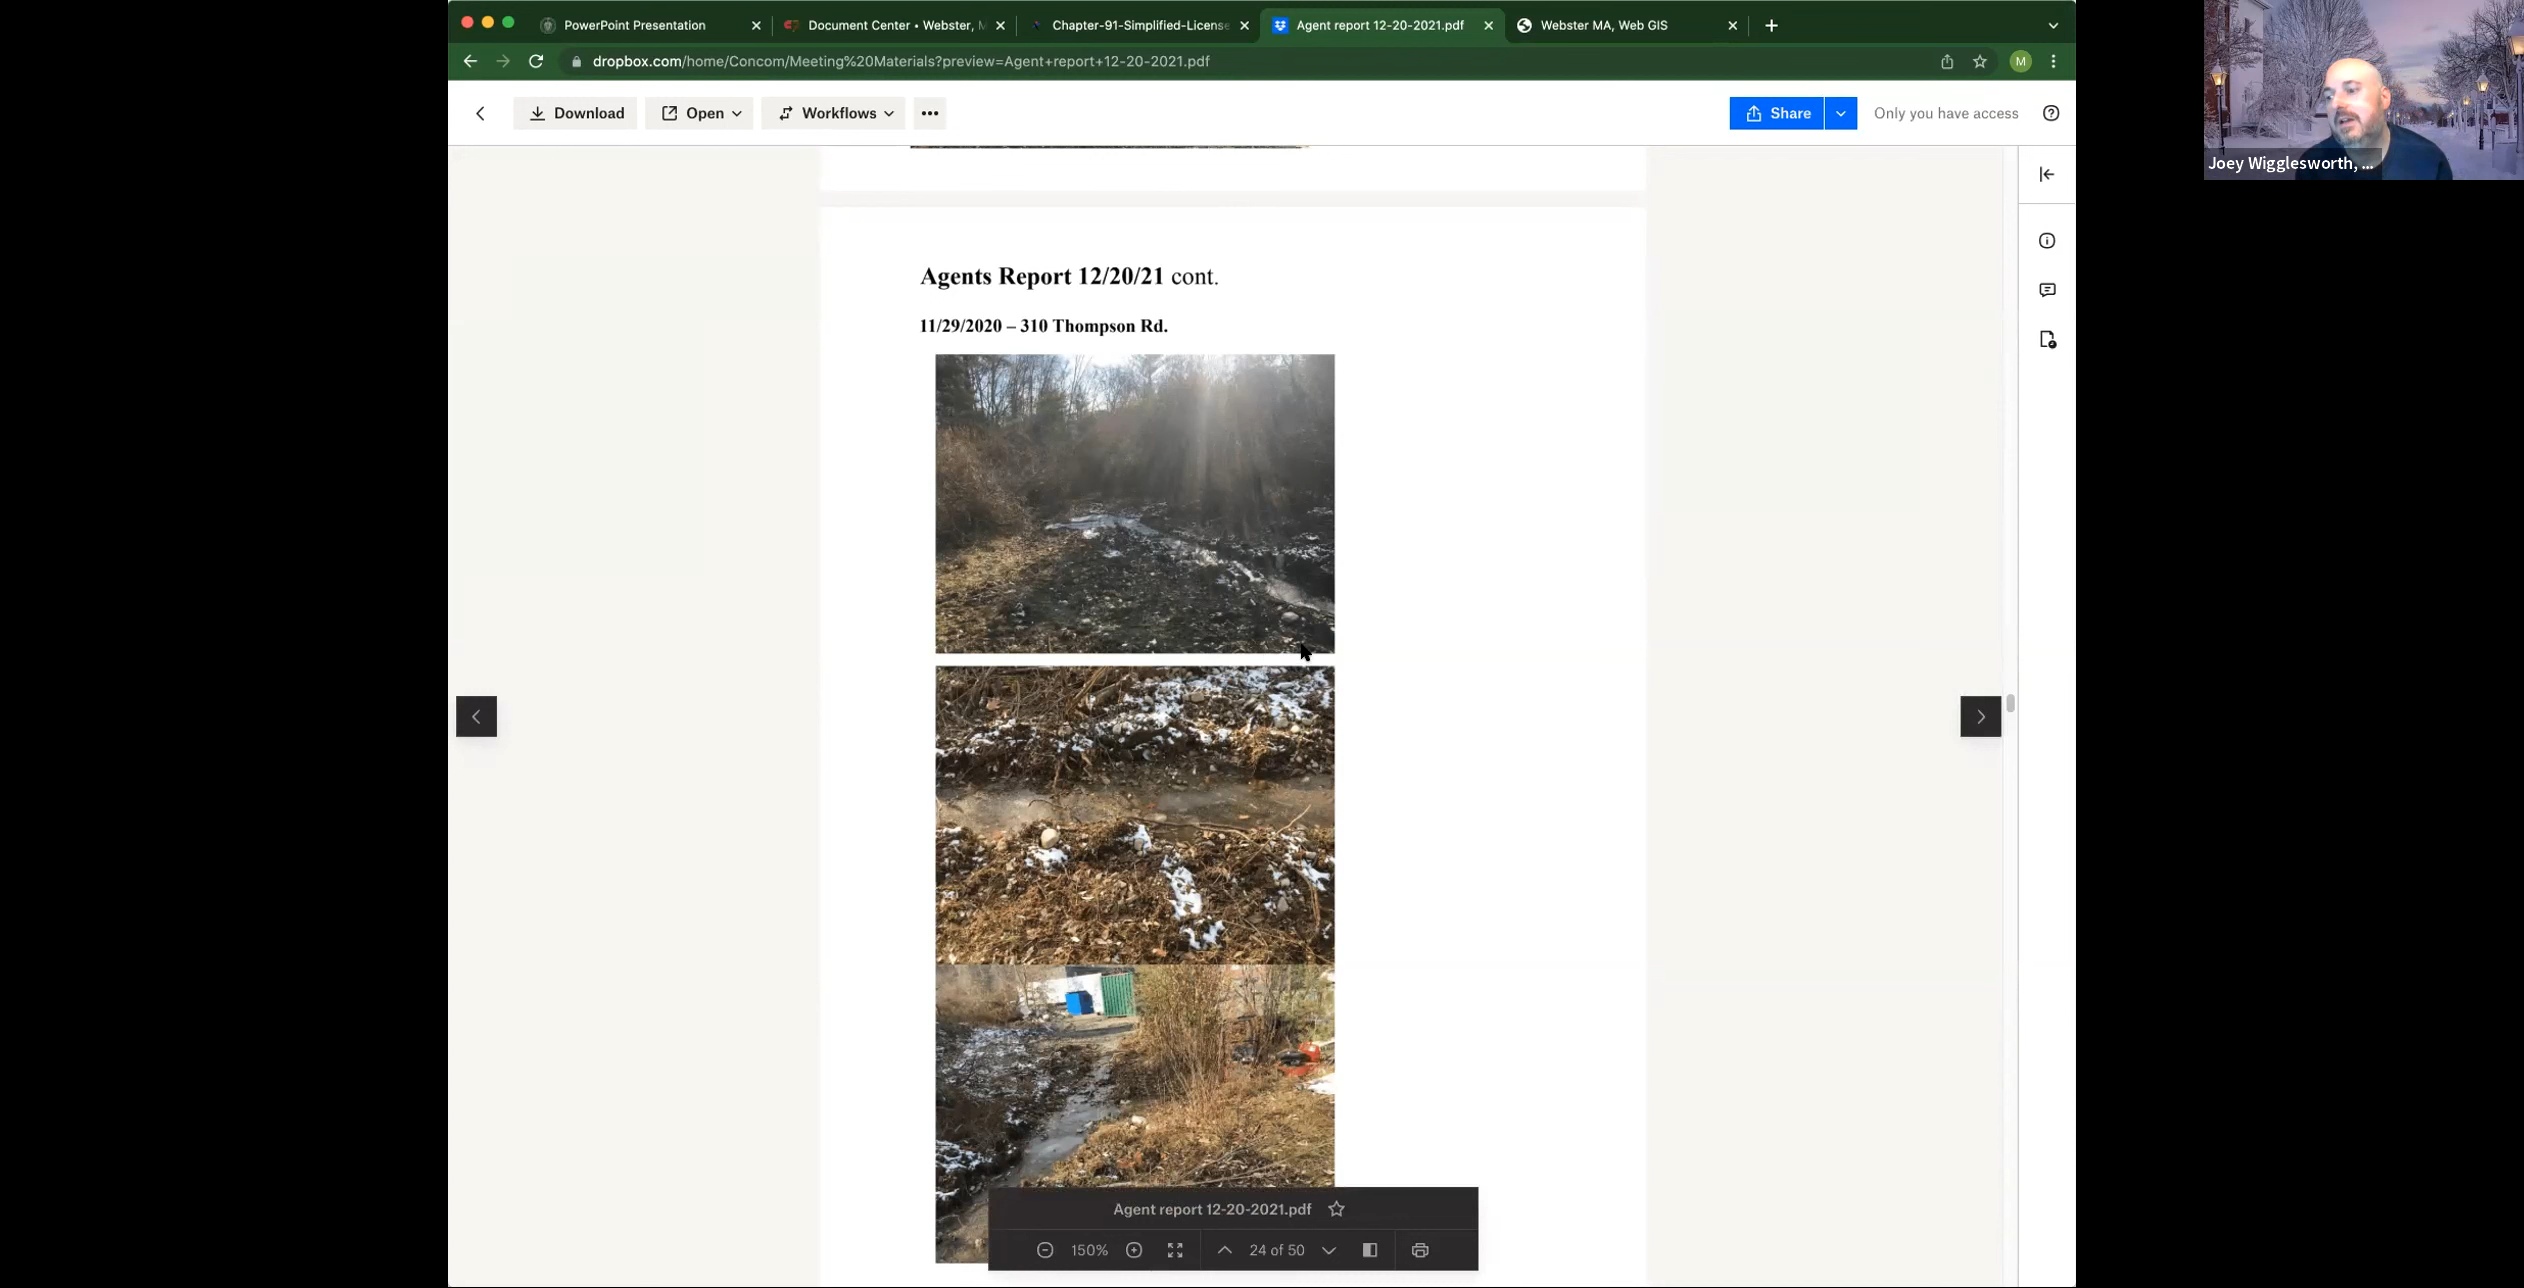 PowerPoint Presentation
Document Center • Webster, M
Chapter-91-Simplified-License
Agent report 12-20-2021.pdf
Webster MA, Web GIS
dropbox.com/home/Concom/Meeting%20Materials?preview=Agent+report+12-20-2021.pdf
M
Download
Open
Workflows
Share
Only you have access
Joey Wigglesworth, ...
Agents Report 12/20/21 cont.
11/29/2020 – 310 Thompson Rd.
Agent report 12-20-2021.pdf
150%
24 of 50